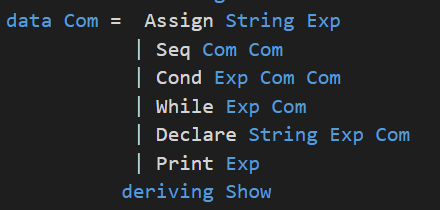 data Com =  Assign String Exp
           | Seq Com Com
           | Cond Exp Com Com
           | While Exp Com
           | Declare String Exp Com
           | Print Exp
          deriving Show